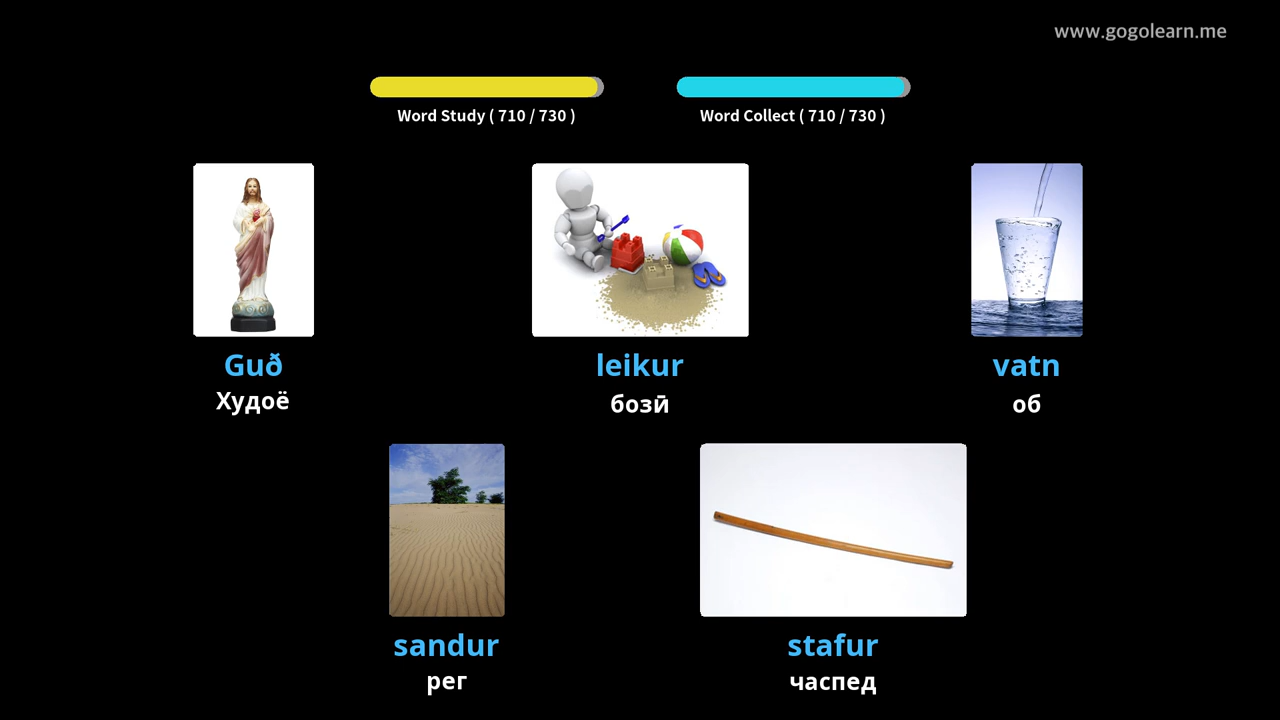 www.gogolearn.me
Word Study ( 710 / 730 )
Word Collect ( 710 / 730 )
Guð
Худоё
leikur
бозӣ
vatn
об
sandur
рег
stafur
часпед